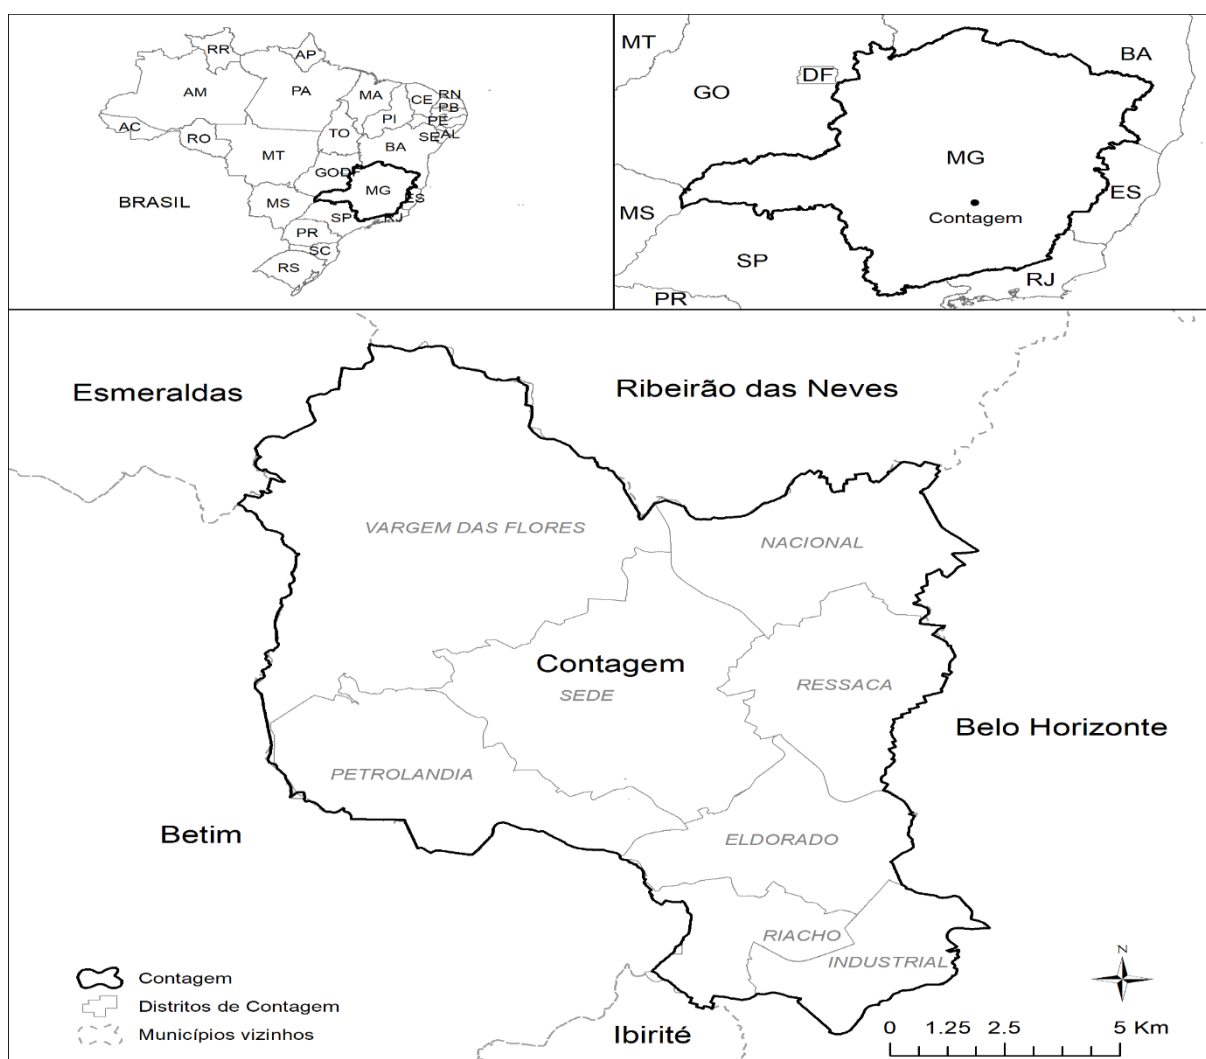 RR
AP
AM
PA
MA
CE
RN
PB
PE
AL
SE
PI
AC
TO
RO
BA
MT
GO
DF
BRASIL
MG
ES
MS
SP
RJ
PR
SC
RS
MT
BA
DF
GO
MG
ES
MS
Contagem
SP
RJ
PR
Esmeraldas
Ribeirão das Neves
VARGEM DAS FLORES
NACIONAL
Contagem
SEDE
RESSACA
Belo Horizonte
PETROLANDIA
Betim
ELDORADO
RIACHO
INDUSTRIAL
Ibirité
Contagem
Distritos de Contagem
Municípios vizinhos
N
0 1.25 2.5 5 Km